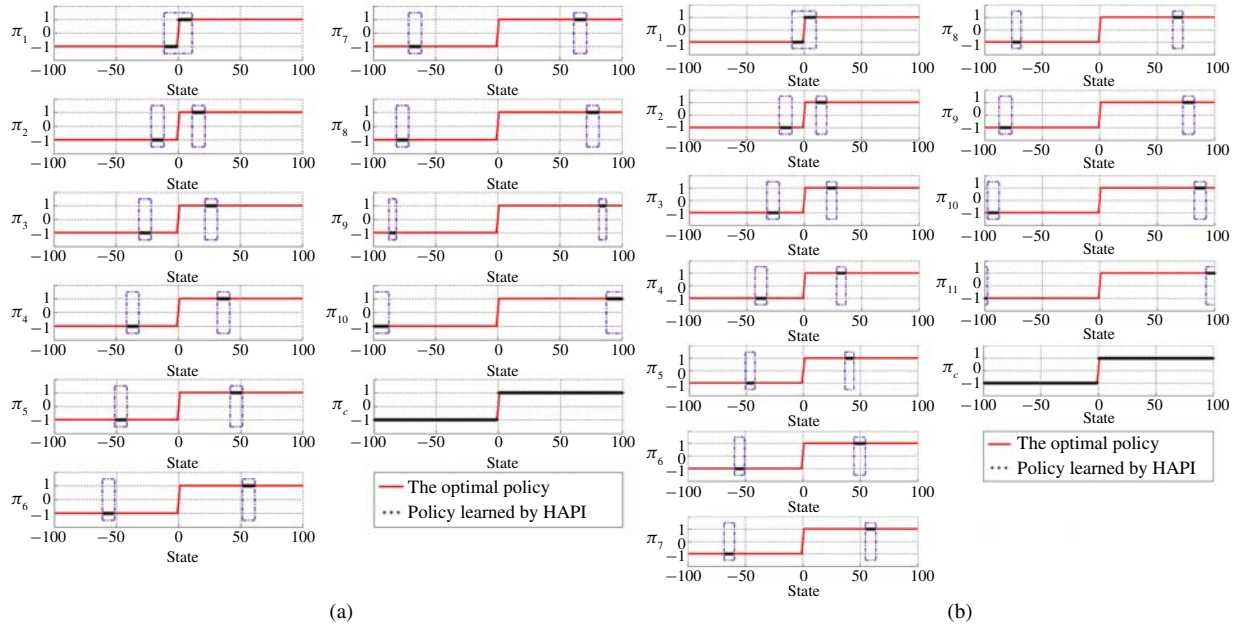 1
π1 0
−1
−100 −50 0 50 100
State
1
π2 0
−1
−100 −50 0 50 100
State
1
π3 0
−1
−100 −50 0 50 100
State
1
π4 0
−1
−100 −50 0 50 100
State
1
π5 0
−1
−100 −50 0 50 100
State
1
π6 0
−1
−100 −50 0 50 100
State
1
π7 0
−1
−100 −50 0 50 100
State
1
π8 0
−1
−100 −50 0 50 100
State
1
π9 0
−1
−100 −50 0 50 100
State
1
π10 0
−1
−100 −50 0 50 100
State
1
πc 0
−1
−100 −50 0 50 100
State
The optimal policy
Policy learned by HAPI
(a)
1
π1 0
−1
−100 −50 0 50 100
State
1
π2 0
−1
−100 −50 0 50 100
State
1
π3 0
−1
−100 −50 0 50 100
State
1
π4 0
−1
−100 −50 0 50 100
State
1
π5 0
−1
−100 −50 0 50 100
State
1
π6 0
−1
−100 −50 0 50 100
State
1
π7 0
−1
−100 −50 0 50 100
State
1
π8 0
−1
−100 −50 0 50 100
State
1
π9 0
−1
−100 −50 0 50 100
State
1
π10 0
−1
−100 −50 0 50 100
State
1
π11 0
−1
−100 −50 0 50 100
State
1
πc 0
−1
−100 −50 0 50 100
State
The optimal policy
Policy learned by HAPI
(b)